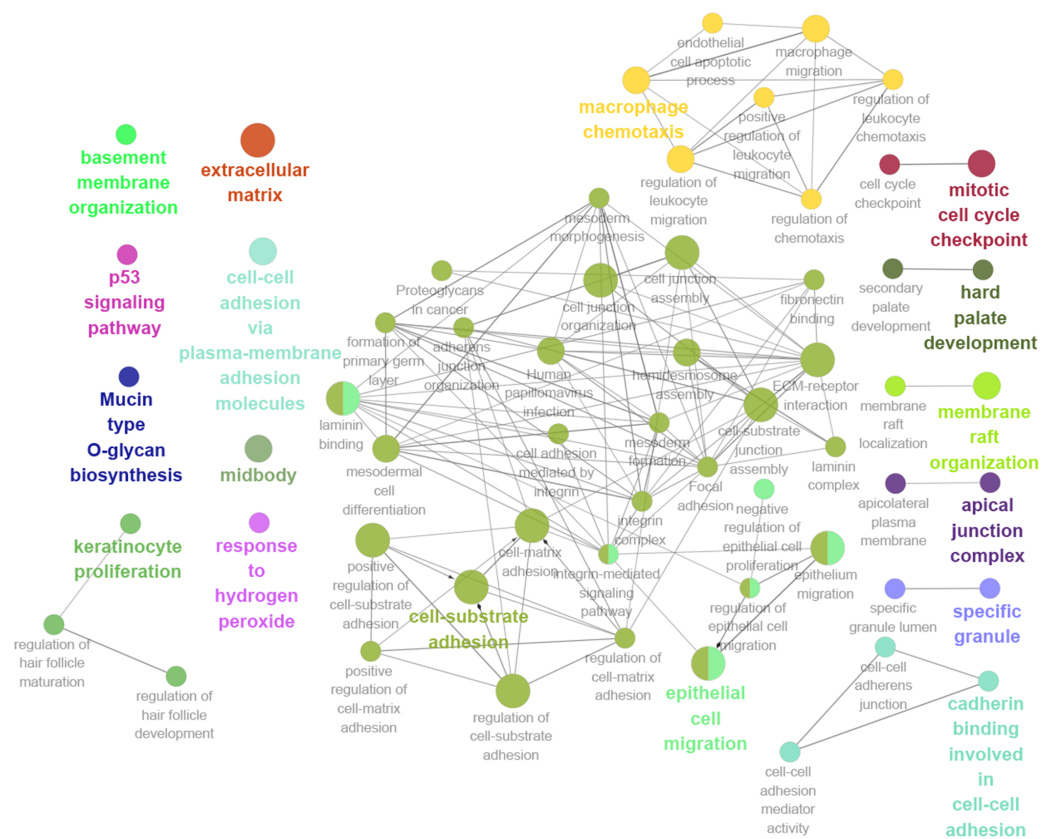 endothelial
cell apoptotic
process
macrophage
migration
macrophage
chemotaxis
positive
regulation of
leukocyte
migration
regulation of
leukocyte
chemotaxis
regulation of
leukocyte
migration
regulation of
chemotaxis
basement
membrane
organization
extracellular
matrix
cell cycle
checkpoint
mitotic
cell cycle
checkpoint
mesoderm
morphogenesis
p53
signaling
pathway
cell-cell
adhesion
via
plasma-membrane
adhesion
molecules
Proteoglycans
in cancer
cell junction
organization
cell junction
assembly
fibronectin
binding
secondary
palate
development
hard
palate
development
formation of
primary germ
layer
adherens
junction
organization
Human
papillomavirus
infection
hemidesmosome
assembly
ECM-receptor
interaction
Mucin
type
O-glycan
biosynthesis
midbody
laminin
binding
mesodermal
cell
differentiation
cell adhesion
mediated by
integrin
mesoderm
formation
cell-substrate
junction
assembly
Focal
adhesion
laminin
complex
membrane
raft
localization
membrane
raft
organization
integrin
complex
negative
regulation of
epithelial cell
proliferation
apicolateral
plasma
membrane
apical
junction
complex
keratinocyte
proliferation
response
to
hydrogen
peroxide
positive
regulation of
cell-substrate
adhesion
cell-matrix
adhesion
integrin-mediated
signaling
pathway
epithelium
migration
regulation of
epithelial cell
migration
cell-substrate
adhesion
specific
granule lumen
specific
granule
regulation of
hair follicle
maturation
regulation of
hair follicle
development
positive
regulation of
cell-matrix
adhesion
regulation of
cell-substrate
adhesion
regulation of
cell-matrix
adhesion
epithelial
cell
migration
cell-cell
adherens
junction
cadherin
binding
involved
in
cell-cell
adhesion
cell-cell
adhesion
mediator
activity